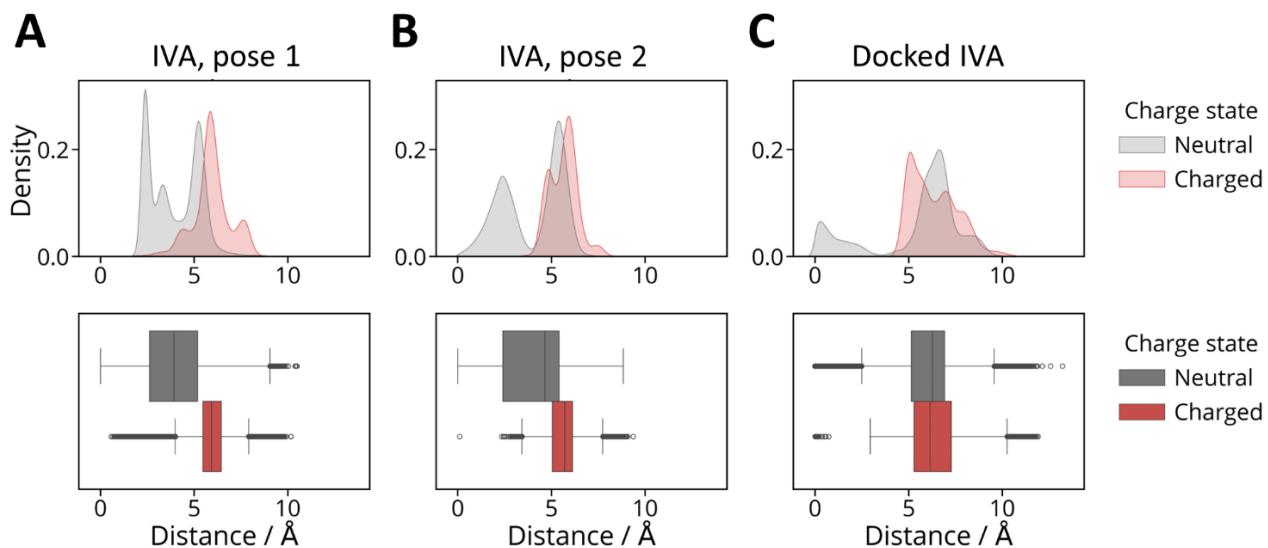 A
B
C
IVA, pose 1
IVA, pose 2
Docked IVA
Density
0.2
0.0
0 5 10
0.2
0.0
0 5 10
0.2
0.0
0 5 10
Charge state
Neutral
Charged
0 5 10
Distance / Å
0 5 10
Distance / Å
0 5 10
Distance / Å
Charge state
Neutral
Charged